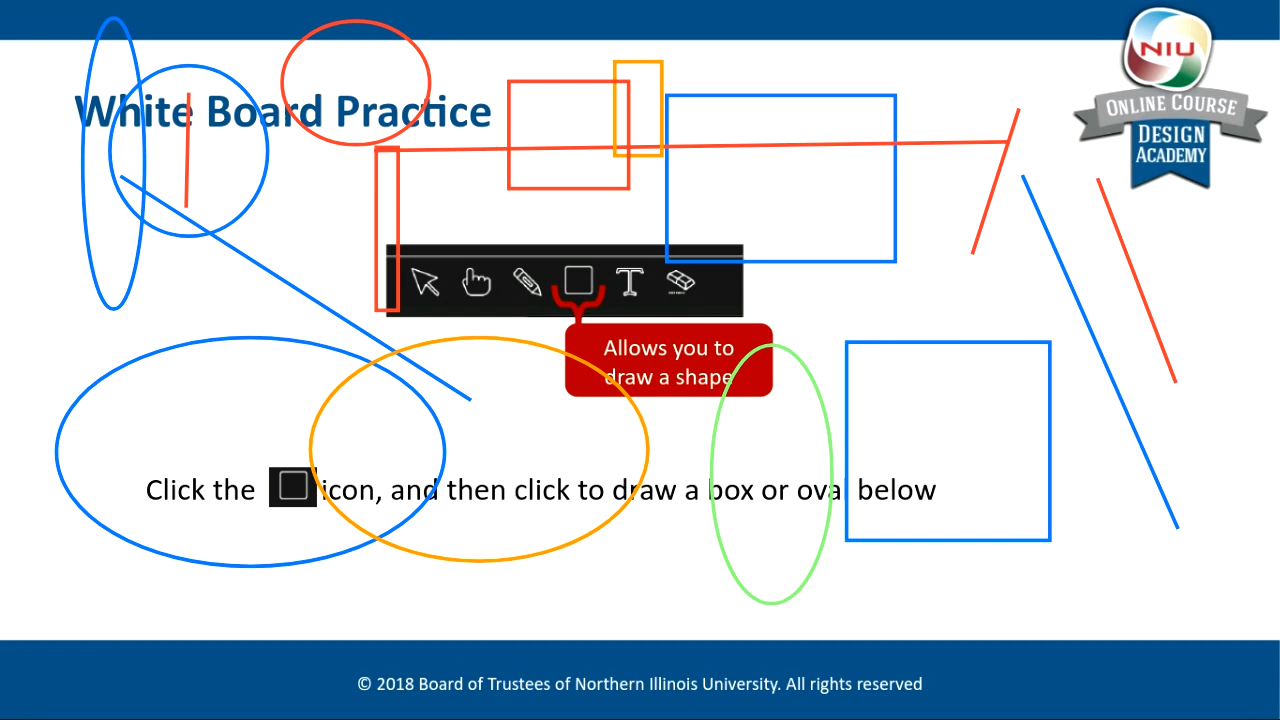 White Board Practice
NIU
ONLINE COURSE
DESIGN
ACADEMY
T
Allows you to
draw a shape
Click the icon, and then click to draw a box or oval below
© 2018 Board of Trustees of Northern Illinois University. All rights reserved